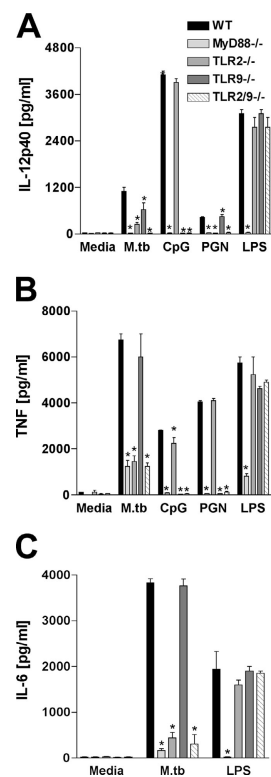 A
WT
MyD88-/-
TLR2-/-
TLR9-/-
TLR2/9-/-
IL-12p40 [pg/ml]
4800
3600
1200
0
* * * * * * * * * * * * *
Media M.tb CpG PGN LPS
B
TNF [pg/ml]
8000
6000
4000
2000
0
* * * * * * * * * * * *
Media M.tb CpG PGN LPS
C
IL-6 [pg/ml]
4000
3000
2000
1000
0
* * * *
Media M.tb LPS